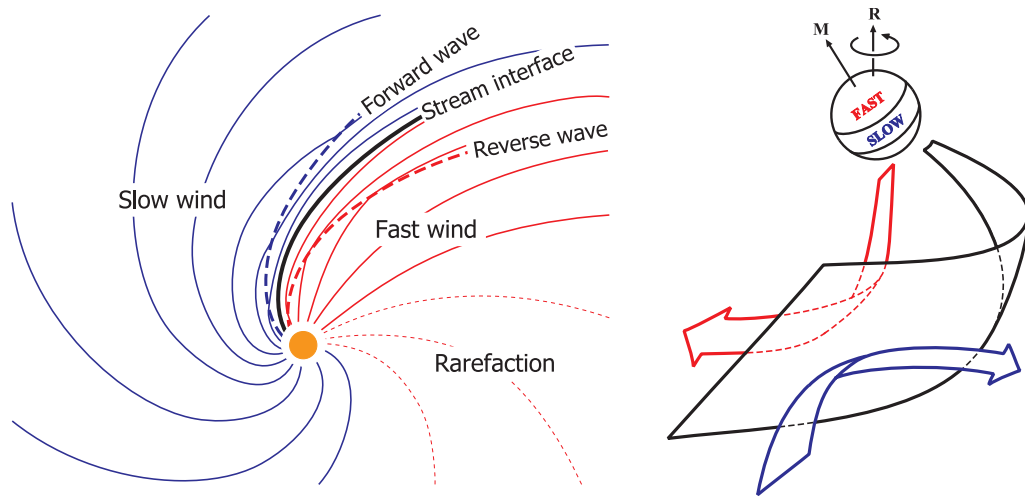 Forward wave
Stream interface
Reverse wave
Slow wind
Fast wind
Rarefaction
M
R
FAST
SLOW